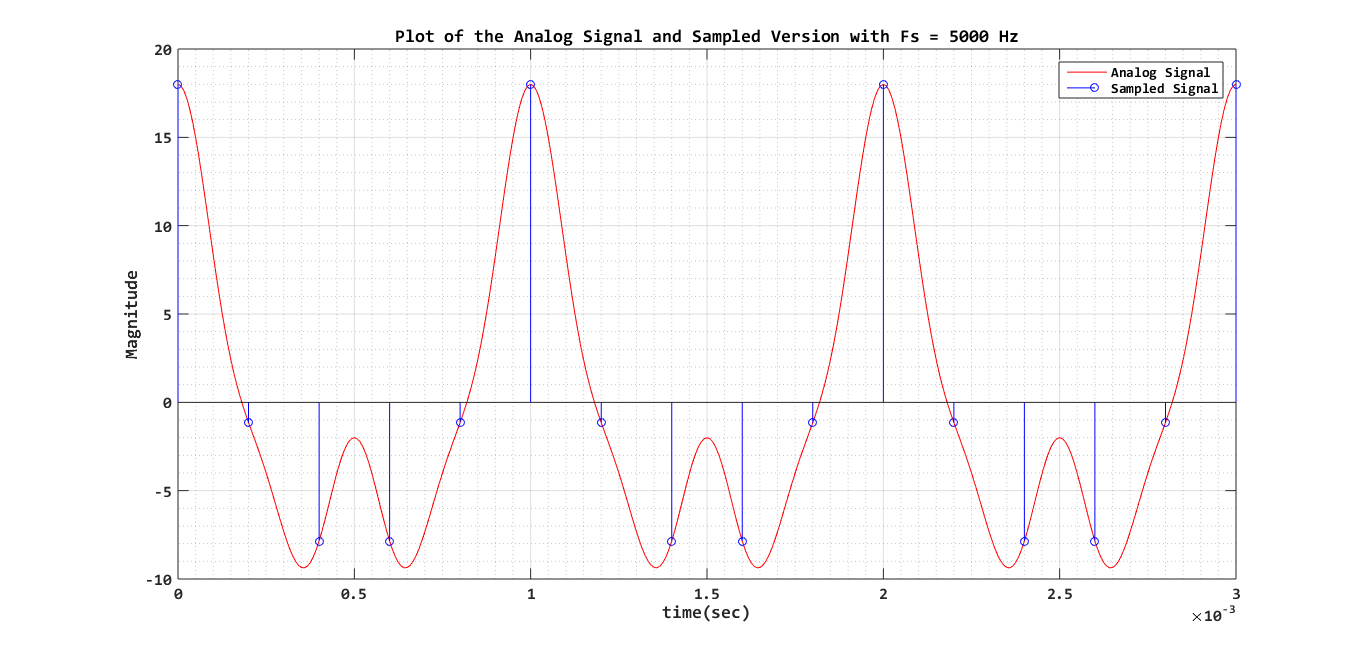 Plot of the Analog Signal and Sampled Version with Fs = 5000 Hz
Analog Signal
Sampled Signal
Magnitude
20
15
10
5
0
-5
-10
0 0.5 1 1.5 2 2.5 3
time(sec)
×10⁻³